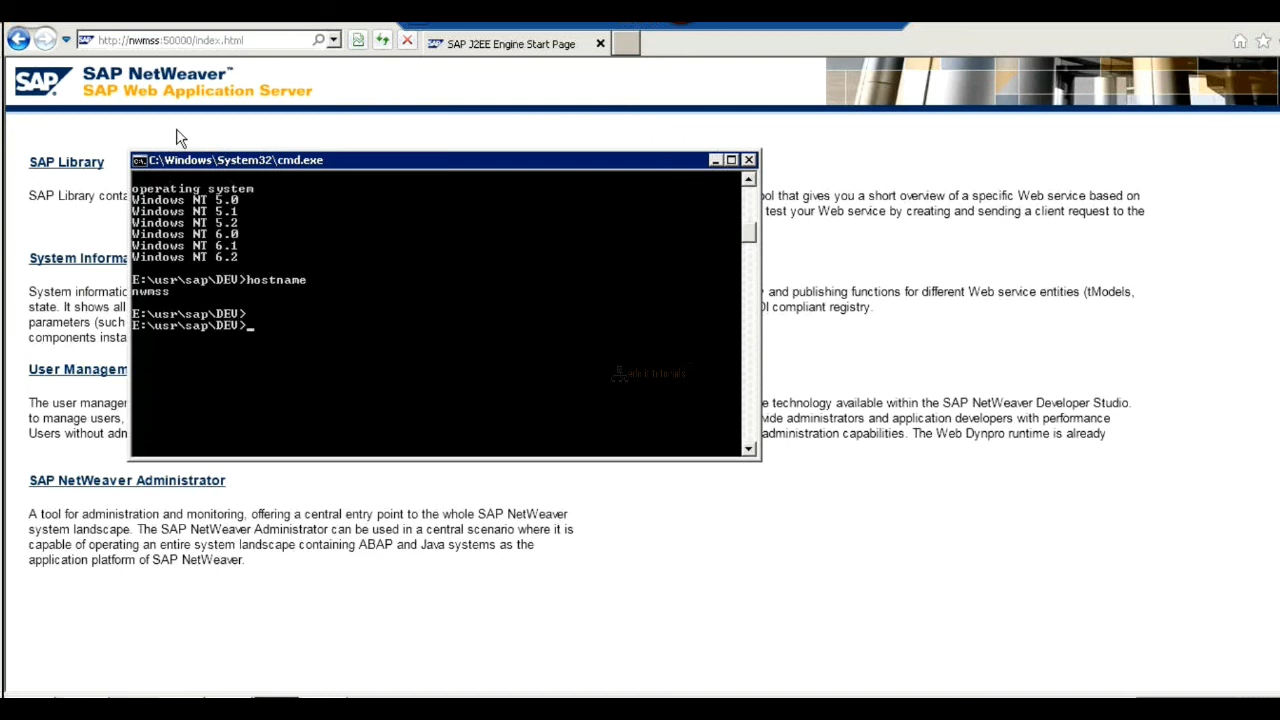 http://nwmss:50000/index.html
SAP J2EE Engine Start Page
SAP
SAP NetWeaver™
SAP Web Application Server
SAP Library
SAP Library conta
ool that gives you a short overview of a specific Web service based on
test your Web service by creating and sending a client request to the
System Informa
System informatio
state. It shows all
parameters (such
components insta
y and publishing functions for different Web service entities (tModels,
DI compliant registry.
User Managem
The user manager
to manage users,
Users without adn
e technology available within the SAP NetWeaver Developer Studio.
vide administrators and application developers with performance
administration capabilities. The Web Dynpro runtime is already
C:\Windows\System32\cmd.exe
operating system
Windows NT 5.0
Windows NT 5.1
Windows NT 5.2
Windows NT 6.0
Windows NT 6.1
Windows NT 6.2
E:\usr\sap\DEV>hostname
nwmss
E:\usr\sap\DEV>
E:\usr\sap\DEV>_
SAP NetWeaver Administrator
A tool for administration and monitoring, offering a central entry point to the whole SAP NetWeaver
system landscape. The SAP NetWeaver Administrator can be used in a central scenario where it is
capable of operating an entire system landscape containing ABAP and Java systems as the
application platform of SAP NetWeaver.